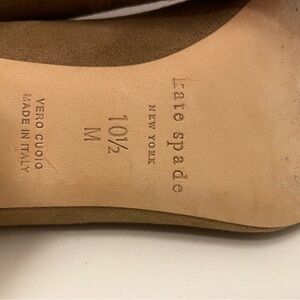 kate spade
NEW YORK
10½
M
VERO CUOIO
MADE IN ITALY